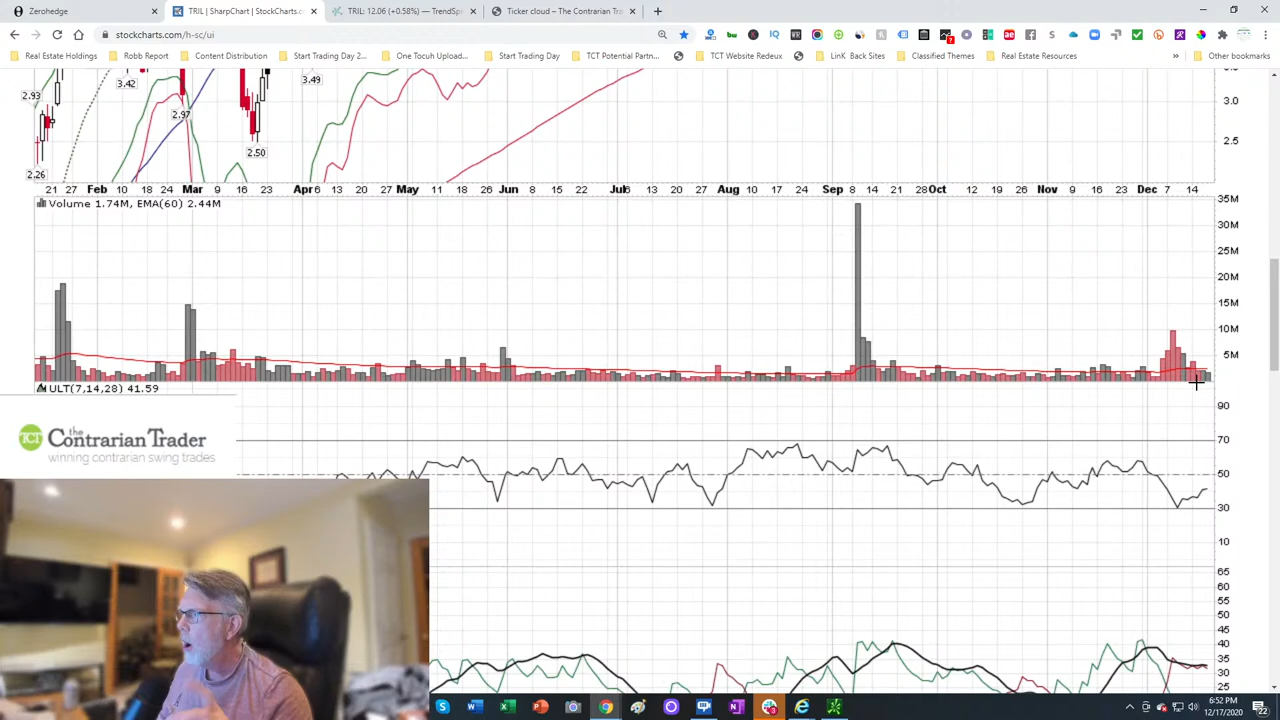 Zerohedge
TRIL | SharpChart | StockCharts.c
TRIL: 12.06 (+0.58%) — TrendSp
Ticker cloud – The Contrarian Tra
stockcharts.com/h-sc/ui
Real Estate Holdings
Robb Report
Content Distribution
Start Trading Day 2...
One Tocuh Upload...
Start Trading Day
TCT Potential Partn...
TCT Website Redeux
LinK Back Sites
Classified Themes
Real Estate Resources
»
Other bookmarks
2.93
3.42
2.97
2.50
2.26
3.49
3.0
2.5
21 27 Feb 10 18 24 Mar 9 16 23 Apr 6 13 20 27 May 11 18 26 Jun 8 15 22 Jul 6 13 20 27 Aug 10 17 24 Sep 8 14 21 28 Oct 12 19 26 Nov 9 16 23 Dec 7 14
Volume 1.74M, EMA(60) 2.44M
35M
30M
25M
20M
15M
10M
5M
ULT(7,14,28) 41.59
90
70
50
30
10
65
60
55
50
45
40
35
30
25
TCT the Contrarian Trader
winning contrarian swing trades
6:52 PM
12/17/2020